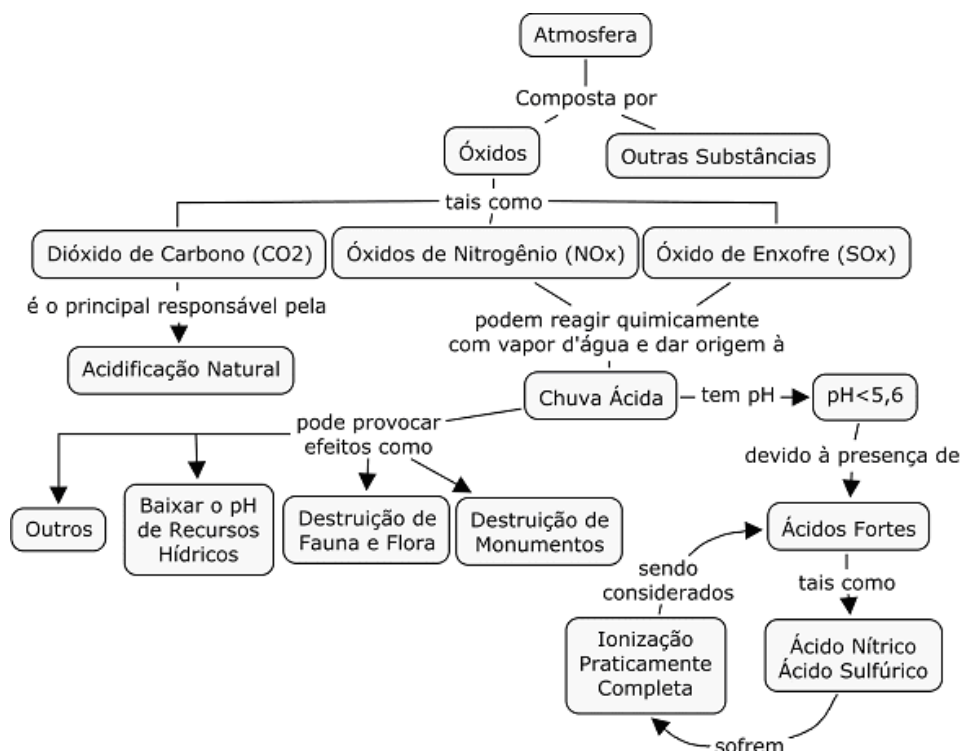 Atmosfera
Composta por
Óxidos
Outras Substâncias
tais como
Dióxido de Carbono (CO2)
Óxidos de Nitrogênio (NOx)
Óxido de Enxofre (SOx)
é o principal responsável pela
podem reagir quimicamente
com vapor d'água e dar origem à
Acidificação Natural
Chuva Ácida
tem pH
pH<5,6
pode provocar
efeitos como
devido à presença de
Outros
Baixar o pH
de Recursos
Hídricos
Destruição de
Fauna e Flora
Destruição de
Monumentos
Ácidos Fortes
sendo
considerados
tais como
Ionização
Praticamente
Completa
Ácido Nítrico
Ácido Sulfúrico
sofrem